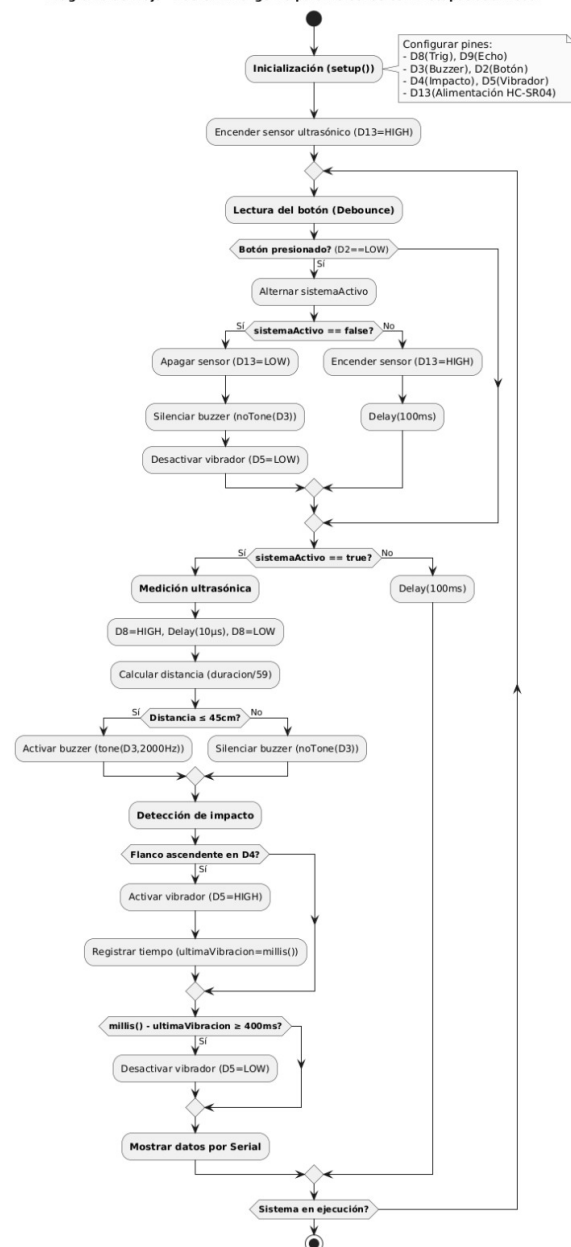 Inicialización (setup())
Configurar pines:
- D8(Trig), D9(Echo)
- D3(Buzzer), D2(Botón)
- D4(Impacto), D5(Vibrador)
- D13(Alimentación HC-SR04)
Encender sensor ultrasónico (D13=HIGH)
Lectura del botón (Debounce)
Botón presionado? (D2==LOW)
Sí
Alternar sistemaActivo
Sí
sistemaActivo == false?
No
Apagar sensor (D13=LOW)
Encender sensor (D13=HIGH)
Silenciar buzzer (noTone(D3))
Delay(100ms)
Desactivar vibrador (D5=LOW)
Sí
sistemaActivo == true?
No
Medición ultrasónica
Delay(100ms)
D8=HIGH, Delay(10µs), D8=LOW
Calcular distancia (duracion/59)
Sí
Distancia ≤ 45cm?
No
Activar buzzer (tone(D3,2000Hz))
Silenciar buzzer (noTone(D3))
Detección de impacto
Flanco ascendente en D4?
Sí
Activar vibrador (D5=HIGH)
Registrar tiempo (ultimaVibracion=millis())
millis() - ultimaVibracion ≥ 400ms?
Sí
Desactivar vibrador (D5=LOW)
Mostrar datos por Serial
Sistema en ejecución?